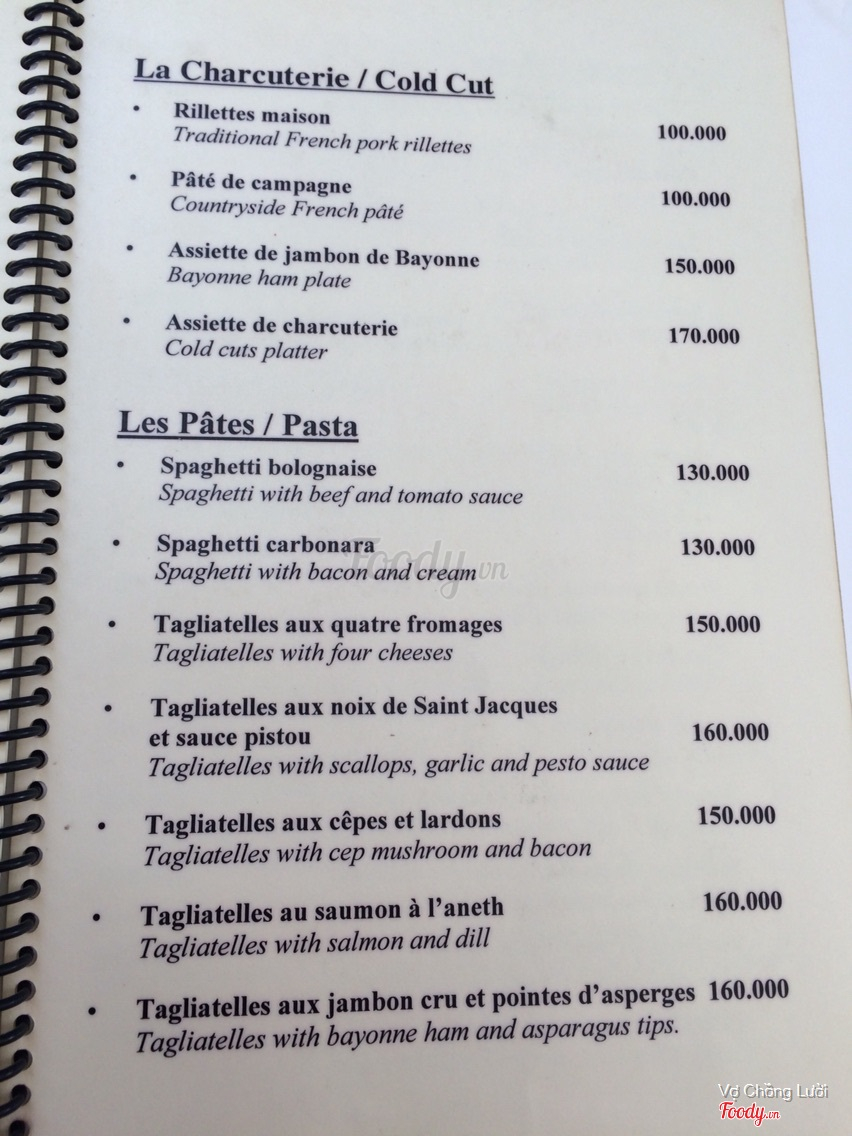 La Charcuterie / Cold Cut
• Rillettes maison 100.000
Traditional French pork rillettes
• Pâté de campagne 100.000
Countryside French pâté
• Assiette de jambon de Bayonne 150.000
Bayonne ham plate
• Assiette de charcuterie 170.000
Cold cuts platter
Les Pâtes / Pasta
• Spaghetti bolognaise 130.000
Spaghetti with beef and tomato sauce
• Spaghetti carbonara 130.000
Spaghetti with bacon and cream
Foody.vn
• Tagliatelles aux quatre fromages 150.000
Tagliatelles with four cheeses
• Tagliatelles aux noix de Saint Jacques
et sauce pistou 160.000
Tagliatelles with scallops, garlic and pesto sauce
• Tagliatelles aux cêpes et lardons 150.000
Tagliatelles with cep mushroom and bacon
• Tagliatelles au saumon à l'aneth 160.000
Tagliatelles with salmon and dill
• Tagliatelles aux jambon cru et pointes d'asperges 160.000
Tagliatelles with bayonne ham and asparagus tips.
Vợ Chồng Lười
Foody.vn